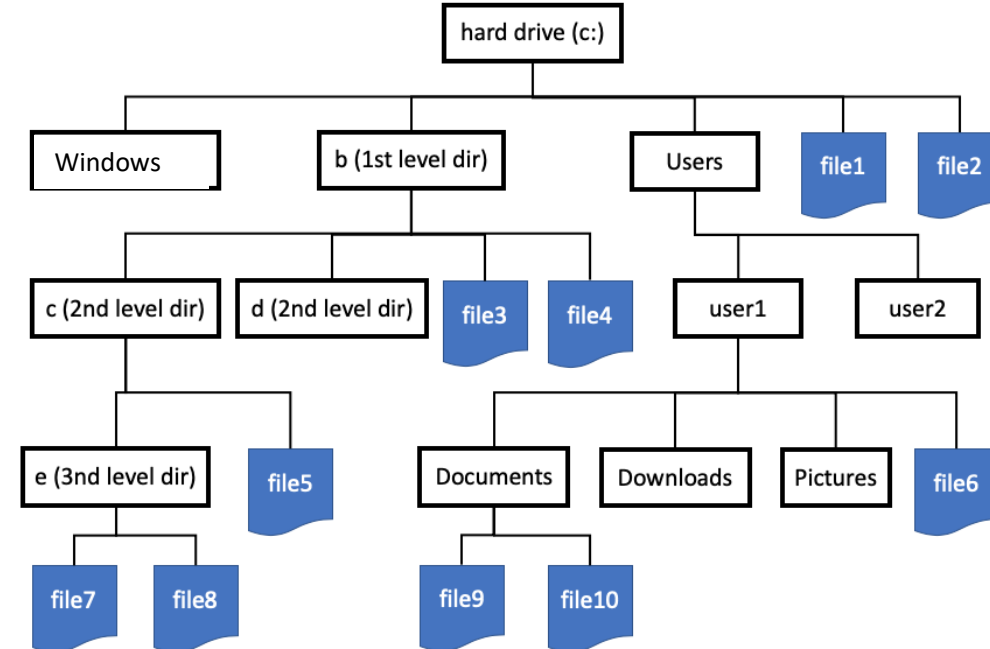 hard drive (c:)
Windows
b (1st level dir)
Users
file1
file2
c (2nd level dir)
d (2nd level dir)
file3
file4
user1
user2
e (3nd level dir)
file5
Documents
Downloads
Pictures
file6
file7
file8
file9
file10